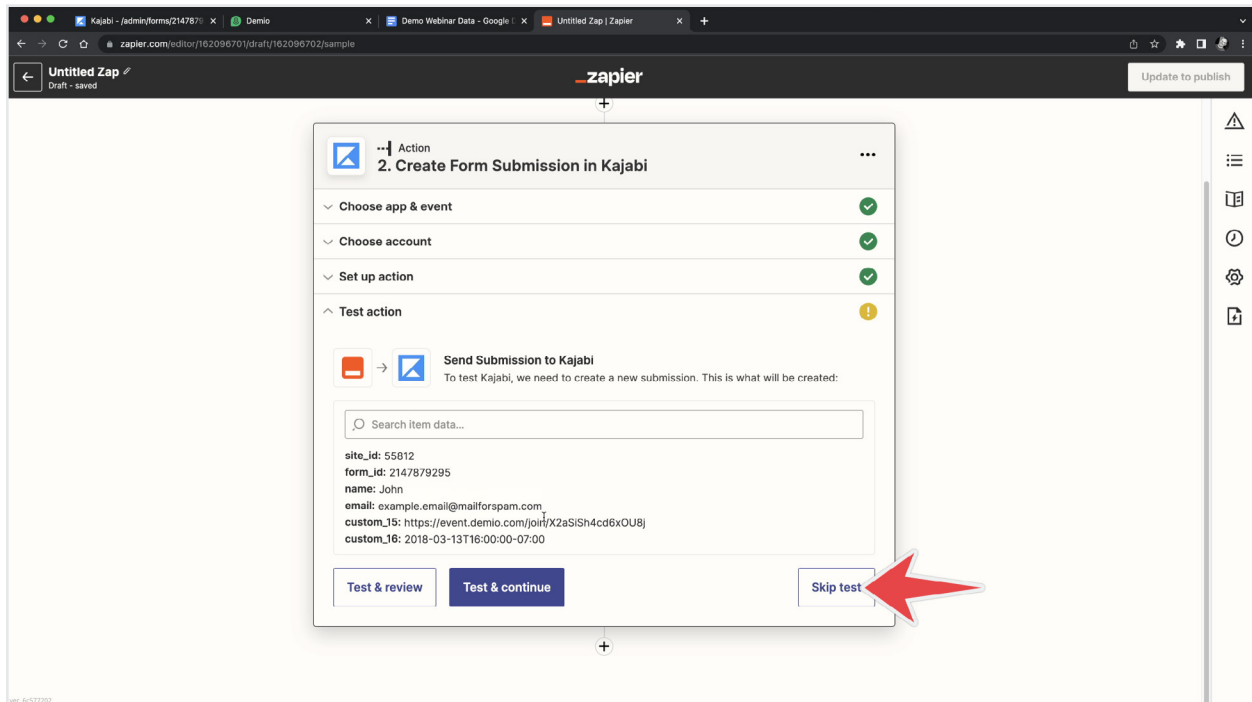 Kajabi - /admin/forms/2147879
Demio
Demo Webinar Data - Google D
Untitled Zap | Zapier
zapier.com/editor/162096701/draft/162096702/sample
Untitled Zap
Draft - saved
_zapier
Update to publish
Action
2. Create Form Submission in Kajabi
Choose app & event
Choose account
Set up action
Test action
Send Submission to Kajabi
To test Kajabi, we need to create a new submission. This is what will be created:
Search item data...
site_id: 55812
form_id: 2147879295
name: John
email: example.email@mailforspam.com
custom_15: https://event.demio.com/join/X2aSiSh4cd6xOU8j
custom_16: 2018-03-13T16:00:00-07:00
Test & review
Test & continue
Skip test
ver. 6c577202